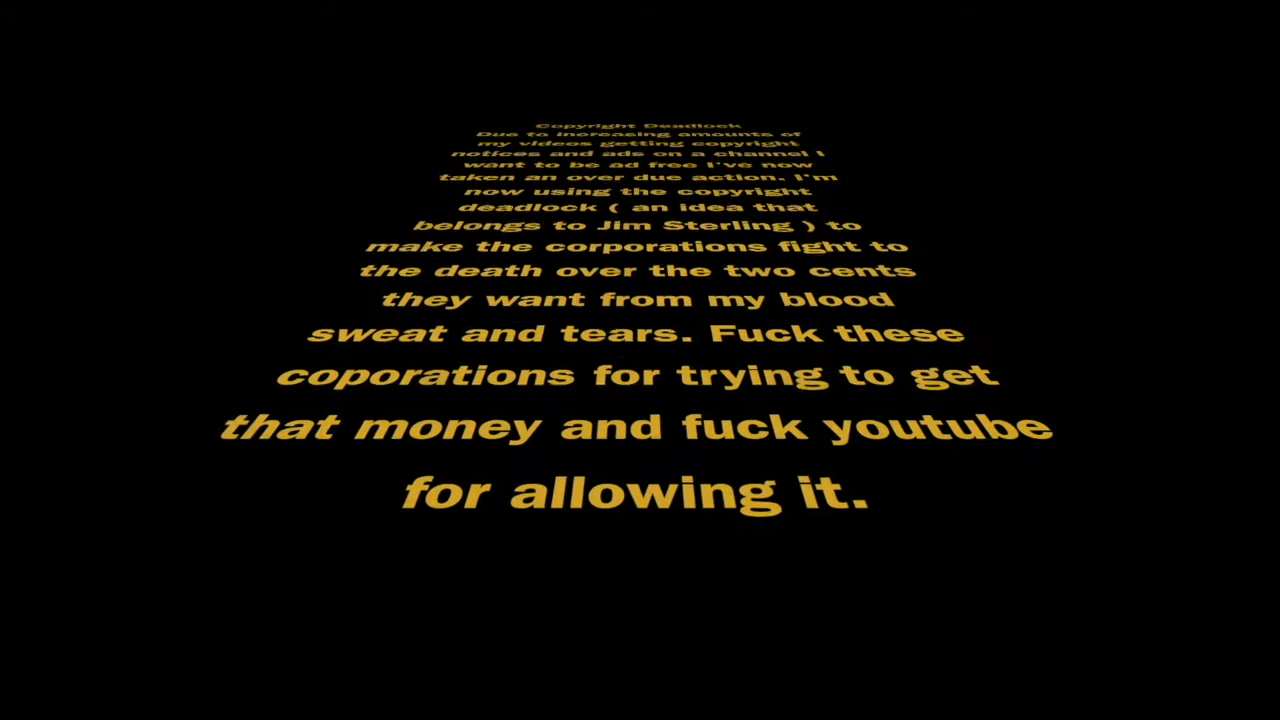 Copyright Deadlock
Due to increasing amounts of
my videos getting copyright
notices and ads on a channel I
want to be ad free I've now
taken an over due action. I'm
now using the copyright
deadlock ( an idea that
belongs to Jim Sterling ) to
make the corporations fight to
the death over the two cents
they want from my blood
sweat and tears. Fuck these
coporations for trying to get
that money and fuck youtube
for allowing it.